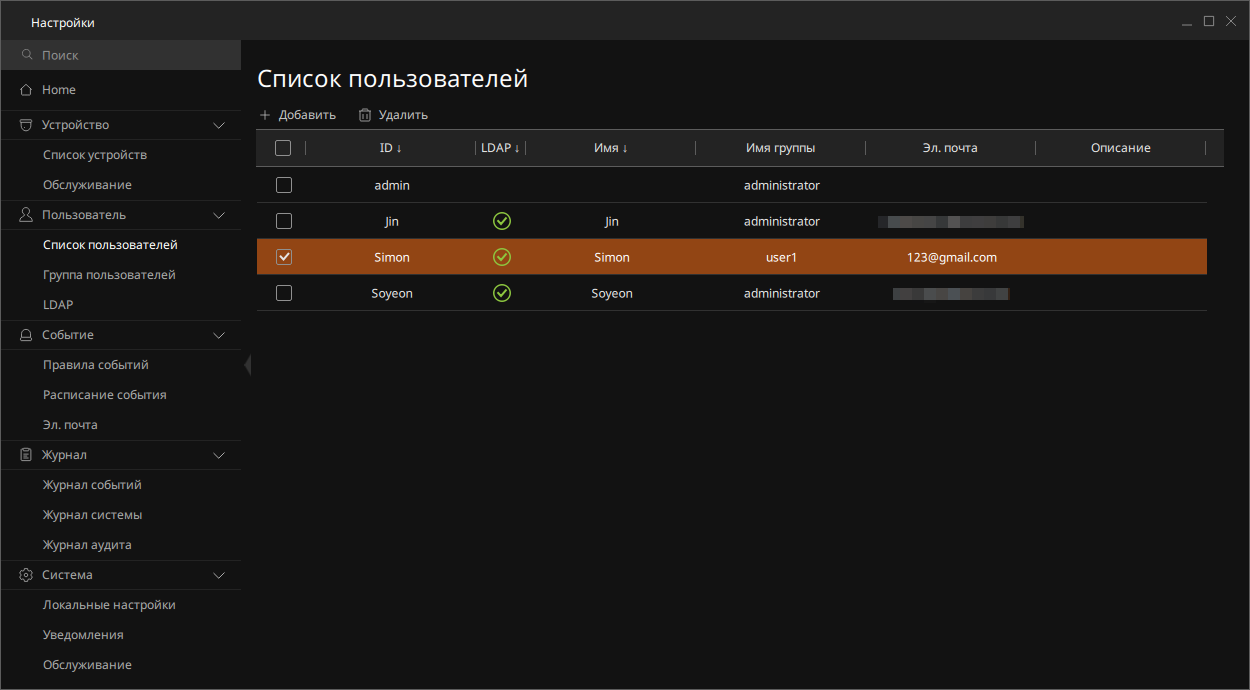 Настройки
Поиск
Home
Устройство
Список устройств
Обслуживание
Пользователь
Список пользователей
Группа пользователей
LDAP
Событие
Правила событий
Расписание события
Эл. почта
Журнал
Журнал событий
Журнал системы
Журнал аудита
Система
Локальные настройки
Уведомления
Обслуживание
Список пользователей
+ Добавить Удалить
ID ↓ LDAP ↓ Имя ↓ Имя группы Эл. почта Описание
admin administrator
Jin Jin administrator
Simon Simon user1 123@gmail.com
Soyeon Soyeon administrator